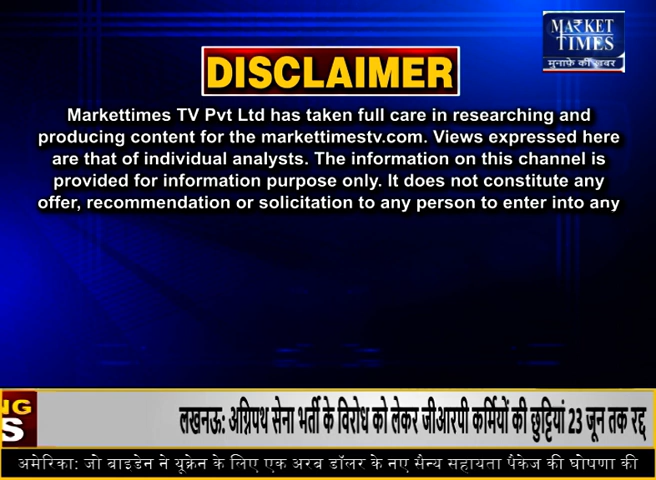 MARKET
TIMES
मुनाफे की खबर
DISCLAIMER
Markettimes TV Pvt Ltd has taken full care in researching and
producing content for the markettimestv.com. Views expressed here
are that of individual analysts. The information on this channel is
provided for information purpose only. It does not constitute any
offer, recommendation or solicitation to any person to enter into any
NG
S
लखनऊ: अग्निपथ सेना भर्ती के विरोध को लेकर जीआरपी कर्मियों की छुट्टियां 23 जून तक रद्द
अमेरिका: जो बाइडेन ने यूक्रेन के लिए एक अरब डॉलर के नए सैन्य सहायता पैकेज की घोषणा की